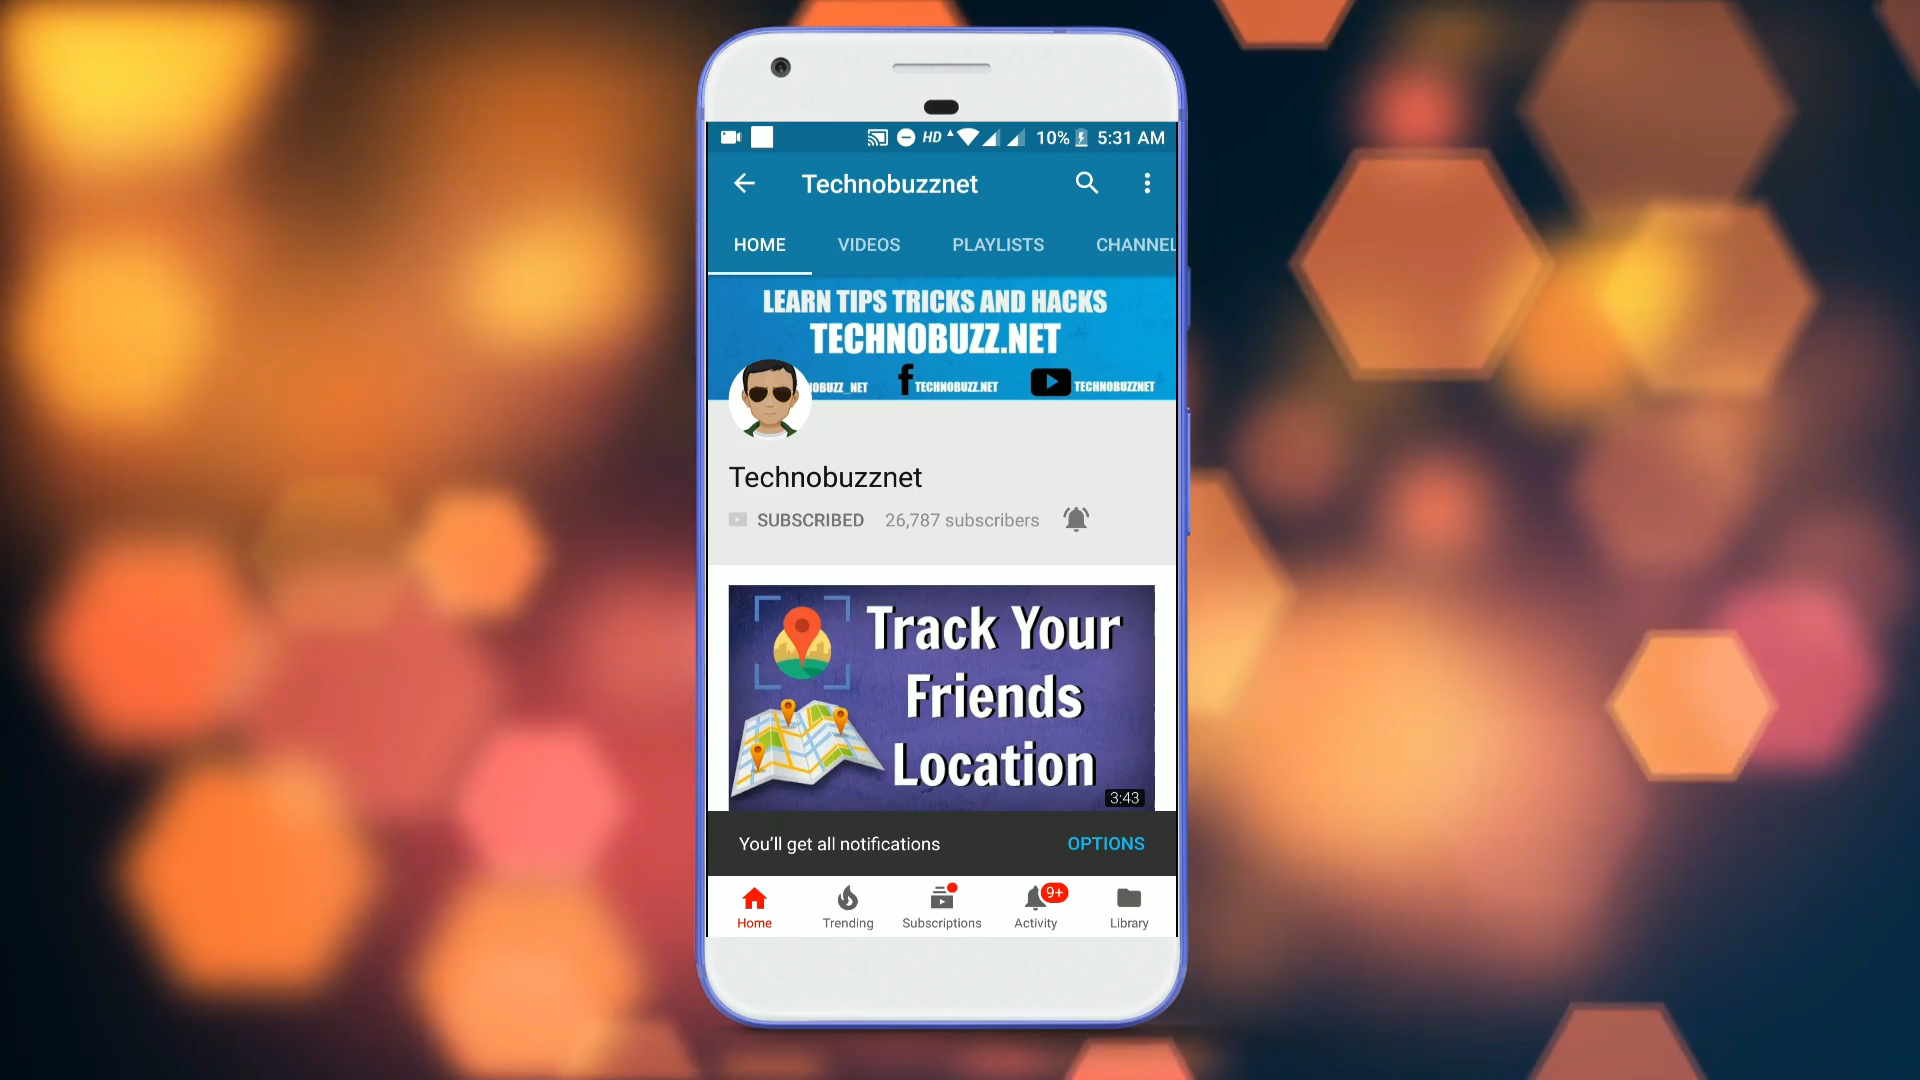 HD 10% 5:31 AM
Technobuzznet
HOME VIDEOS PLAYLISTS CHANNEL
LEARN TIPS TRICKS AND HACKS
TECHNOBUZZ.NET
OBUZZ_NET TECHNOBUZZ.NET TECHNOBUZZNET
Technobuzznet
SUBSCRIBED 26,787 subscribers
Track Your
Friends
Location
3:43
You'll get all notifications OPTIONS
9+
Home Trending Subscriptions Activity Library